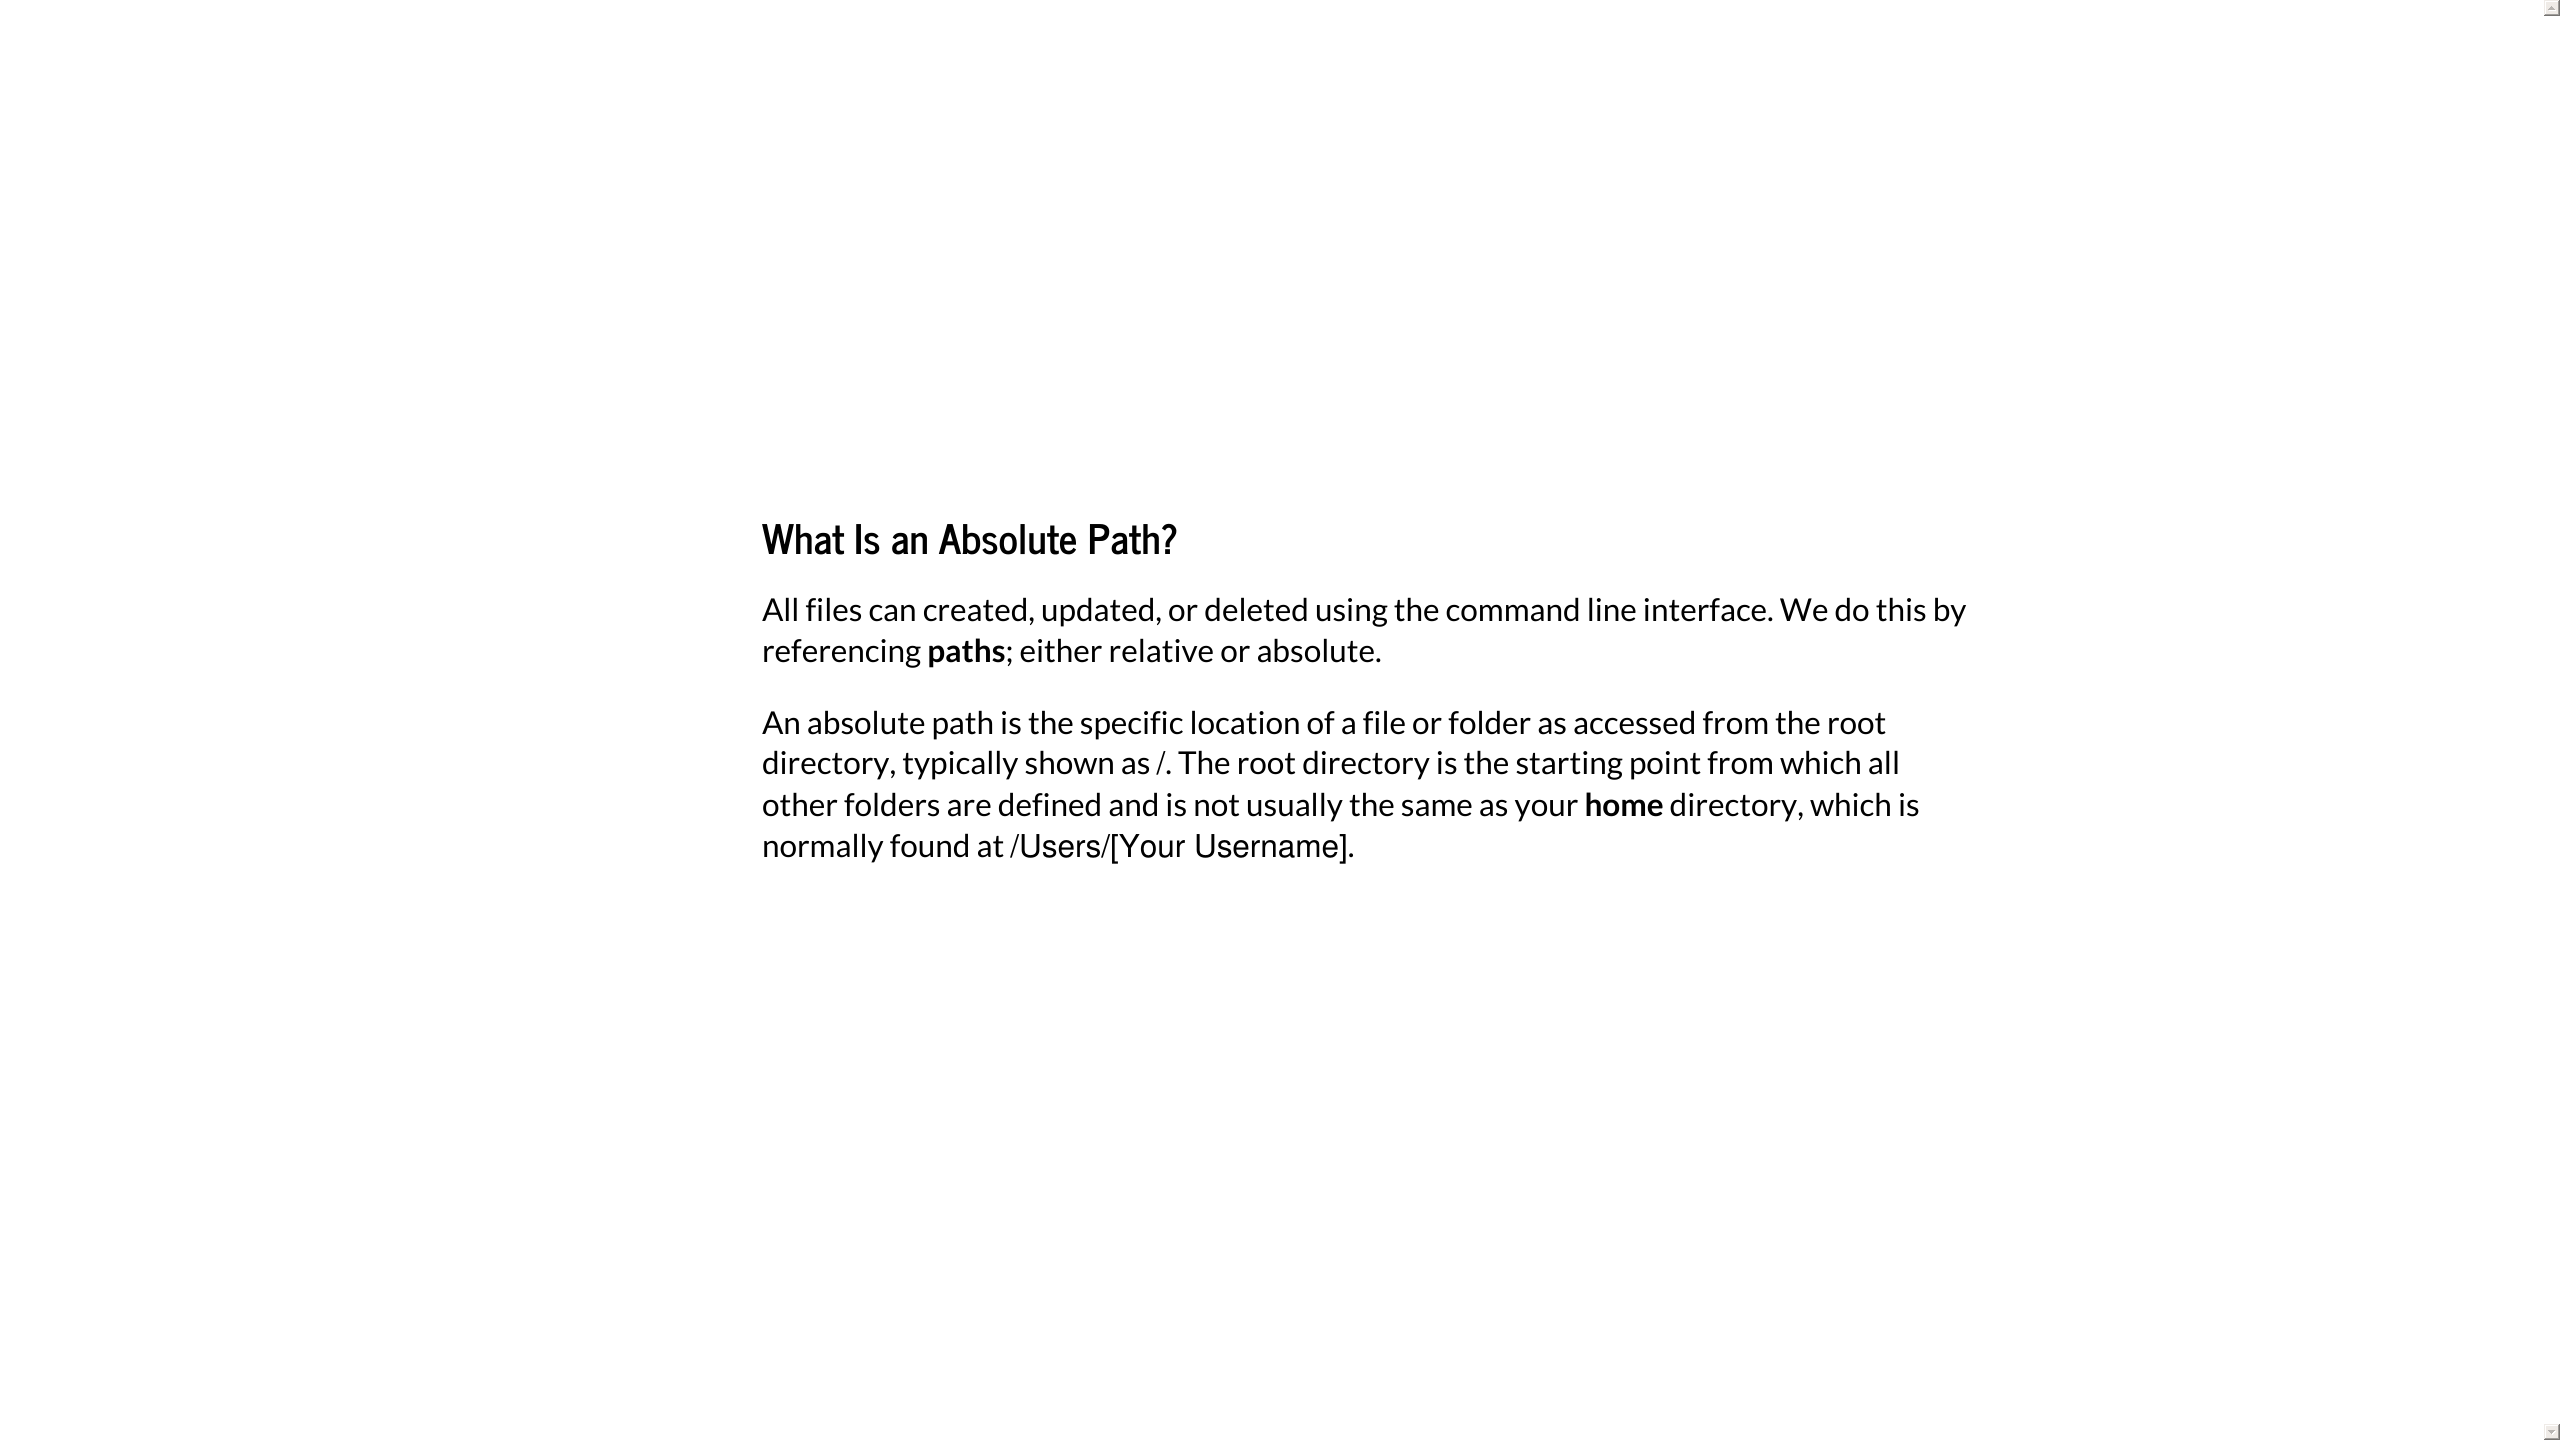 What Is an Absolute Path?
All files can created, updated, or deleted using the command line interface. We do this by
referencing paths; either relative or absolute.
An absolute path is the specific location of a file or folder as accessed from the root
directory, typically shown as /. The root directory is the starting point from which all
other folders are defined and is not usually the same as your home directory, which is
normally found at /Users/[Your Username].